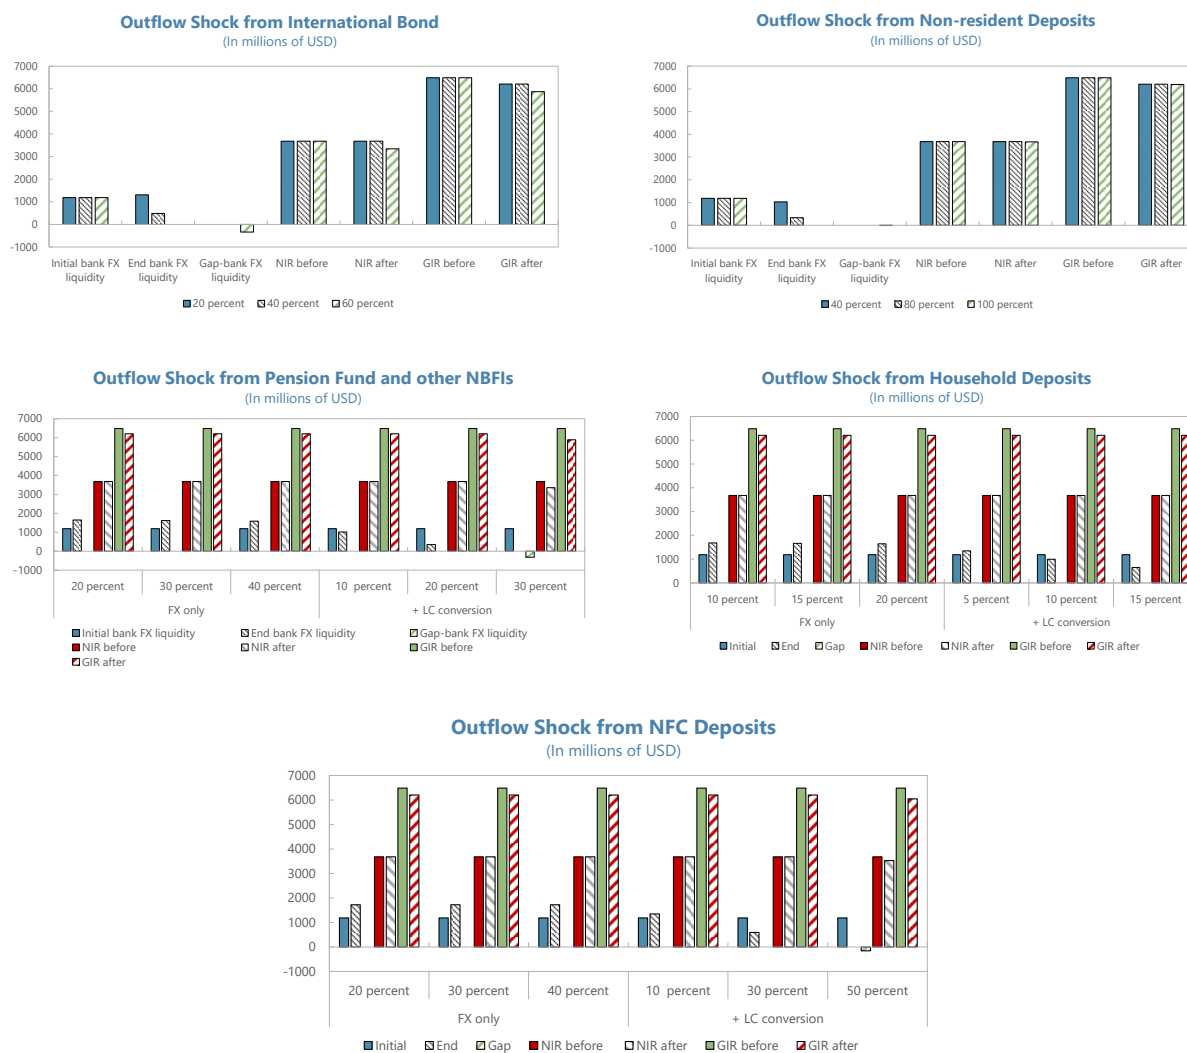 Outflow Shock from International Bond
(In millions of USD)
7000
6000
5000
4000
3000
2000
1000
0
-1000
Initial bank FX liquidity
End bank FX liquidity
Gap-bank FX liquidity
NIR before
NIR after
GIR before
GIR after
20 percent
40 percent
60 percent
Outflow Shock from Non-resident Deposits
(In millions of USD)
7000
6000
5000
4000
3000
2000
1000
0
-1000
Initial bank FX liquidity
End bank FX liquidity
Gap-bank FX liquidity
NIR before
NIR after
GIR before
GIR after
40 percent
80 percent
100 percent
Outflow Shock from Pension Fund and other NBFIs
(In millions of USD)
7000
6000
5000
4000
3000
2000
1000
0
-1000
20 percent
30 percent
40 percent
10 percent
20 percent
30 percent
FX only
+ LC conversion
Initial bank FX liquidity
End bank FX liquidity
Gap-bank FX liquidity
NIR before
NIR after
GIR before
GIR after
Outflow Shock from Household Deposits
(In millions of USD)
7000
6000
5000
4000
3000
2000
1000
0
10 percent
15 percent
20 percent
5 percent
10 percent
15 percent
FX only
+ LC conversion
Initial
End
Gap
NIR before
NIR after
GIR before
GIR after
Outflow Shock from NFC Deposits
(In millions of USD)
7000
6000
5000
4000
3000
2000
1000
0
-1000
20 percent
30 percent
40 percent
10 percent
30 percent
50 percent
FX only
+ LC conversion
Initial
End
Gap
NIR before
NIR after
GIR before
GIR after